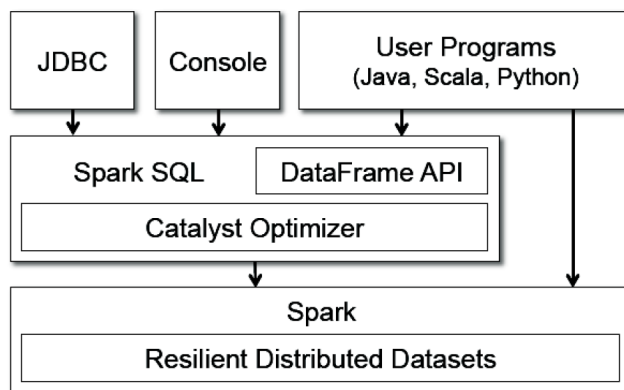 JDBC
Console
User Programs
(Java, Scala, Python)
Spark SQL
DataFrame API
Catalyst Optimizer
Spark
Resilient Distributed Datasets